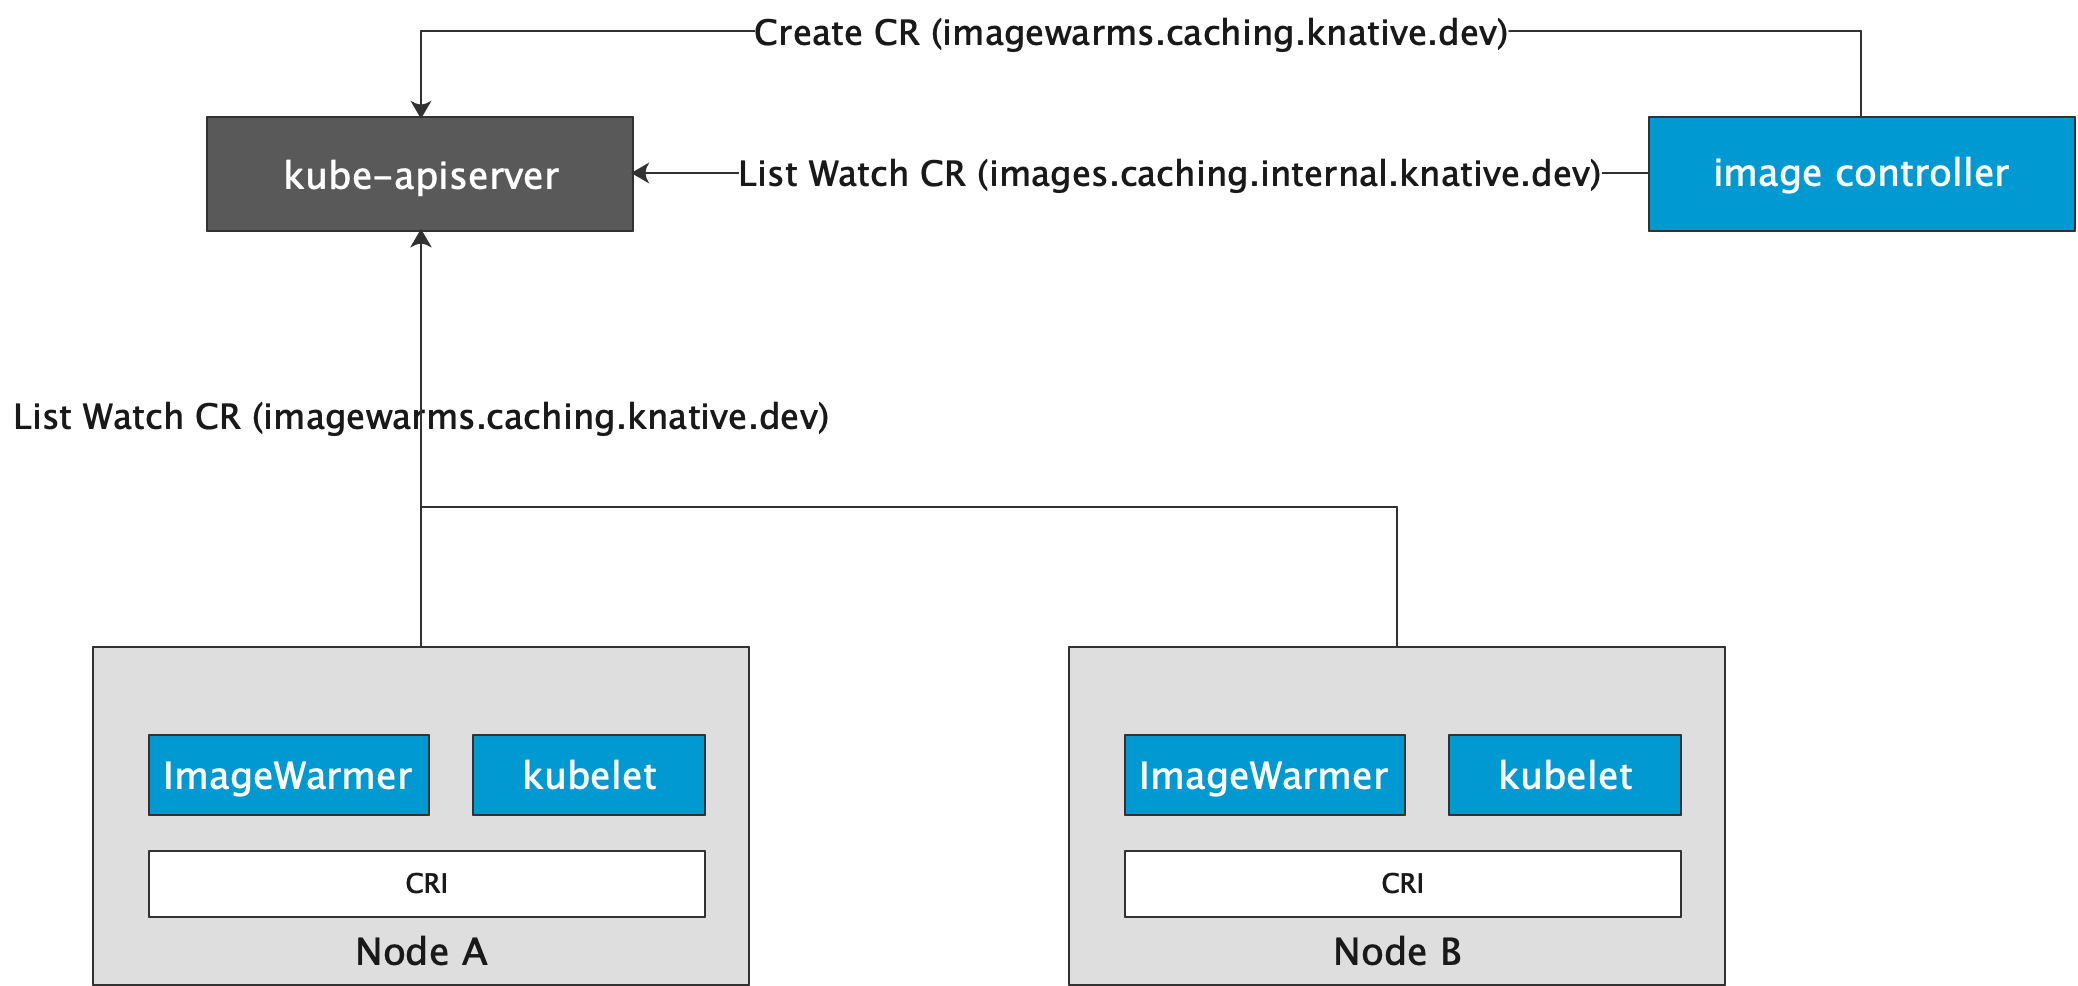 Create CR (imagewarms.caching.knative.dev)
kube-apiserver
List Watch CR (images.caching.internal.knative.dev)
image controller
List Watch CR (imagewarms.caching.knative.dev)
ImageWarmer
kubelet
CRI
Node A
ImageWarmer
kubelet
CRI
Node B